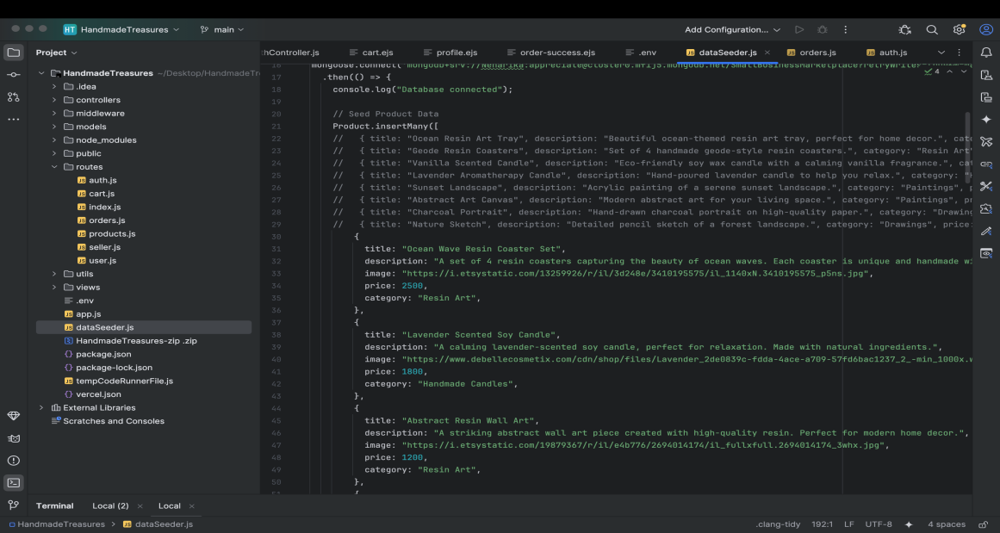 HT HandmadeTreasures main Add Configuration...
Project
hController.js cart.ejs profile.ejs order-success.ejs .env dataSeeder.js orders.js auth.js
HandmadeTreasures ~/Desktop/HandmadeTr
.idea
controllers
middleware
models
node_modules
public
routes
auth.js
cart.js
index.js
orders.js
products.js
seller.js
user.js
utils
views
.env
app.js
dataSeeder.js
HandmadeTreasures-zip .zip
package.json
package-lock.json
tempCodeRunnerFile.js
vercel.json
External Libraries
Scratches and Consoles
4
17 .then(() => {
18 console.log("Database connected");
19
20 // Seed Product Data
21 Product.insertMany([
22 // { title: "Ocean Resin Art Tray", description: "Beautiful ocean-themed resin art tray, perfect for home decor.", cat
23 // { title: "Geode Resin Coasters", description: "Set of 4 handmade geode-style resin coasters.", category: "Resin Art"
24 // { title: "Vanilla Scented Candle", description: "Eco-friendly soy wax candle with a calming vanilla fragrance.", cat
25 // { title: "Lavender Aromatherapy Candle", description: "Hand-poured lavender candle to help you relax.", category: "
26 // { title: "Sunset Landscape", description: "Acrylic painting of a serene sunset landscape.", category: "Paintings", p
27 // { title: "Abstract Art Canvas", description: "Modern abstract art for your living space.", category: "Paintings", pr
28 // { title: "Charcoal Portrait", description: "Hand-drawn charcoal portrait on high-quality paper.", category: "Drawing
29 // { title: "Nature Sketch", description: "Detailed pencil sketch of a forest landscape.", category: "Drawings", price:
30 {
31 title: "Ocean Wave Resin Coaster Set",
32 description: "A set of 4 resin coasters capturing the beauty of ocean waves. Each coaster is unique and handmade wi
33 image: "https://i.etsystatic.com/13259926/r/il/3d248e/3410195575/il_1140xN.3410195575_p5ns.jpg",
34 price: 2500,
35 category: "Resin Art",
36 },
37 {
38 title: "Lavender Scented Soy Candle",
39 description: "A calming lavender-scented soy candle, perfect for relaxation. Made with natural ingredients.",
40 image: "https://www.debellecosmetix.com/cdn/shop/files/Lavender_2de0839c-fdda-4ace-a709-57fd6bac1237_2_-min_1000x.w
41 price: 1800,
42 category: "Handmade Candles",
43 },
44 {
45 title: "Abstract Resin Wall Art",
46 description: "A striking abstract wall art piece created with high-quality resin. Perfect for modern home decor.",
47 image: "https://i.etsystatic.com/19879367/r/il/e4b776/2694014174/il_fullxfull.2694014174_3whx.jpg",
48 price: 1200,
49 category: "Resin Art",
50 },
Terminal Local (2) Local
HandmadeTreasures > dataSeeder.js .clang-tidy 192:1 LF UTF-8 4 spaces